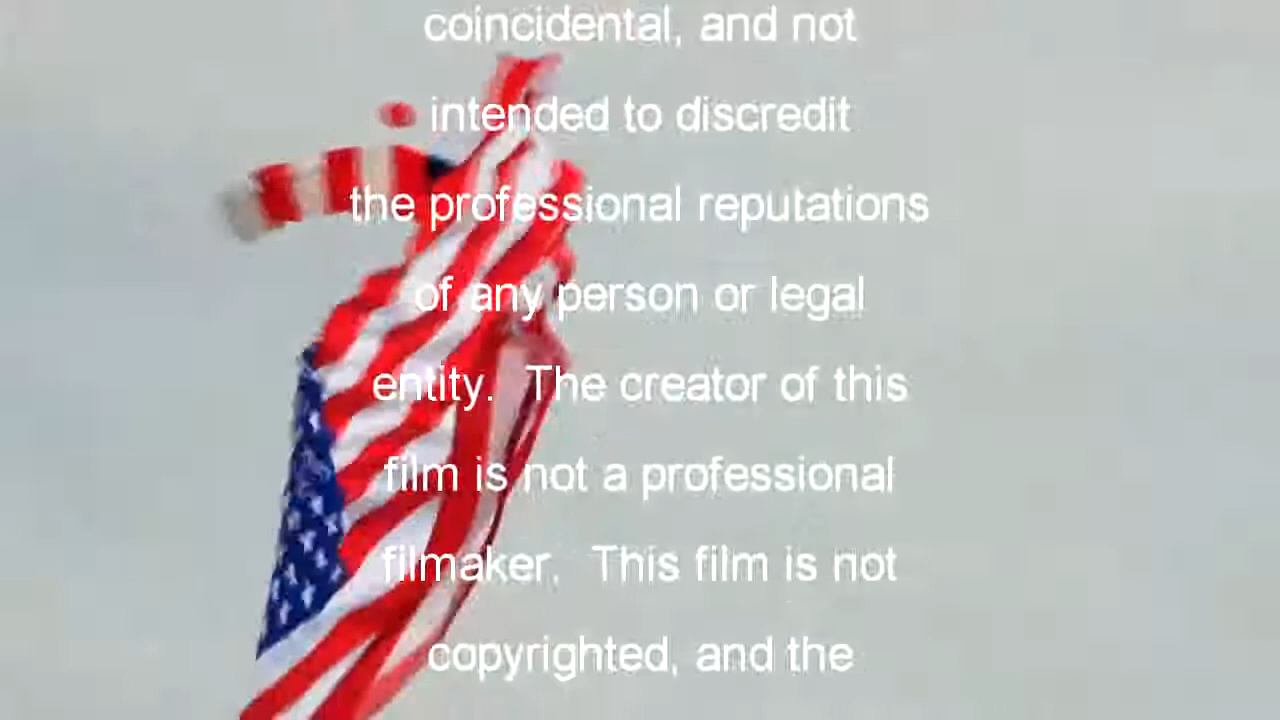 coincidental, and not
intended to discredit
the professional reputations
of any person or legal
entity.  The creator of this
film is not a professional
filmaker.  This film is not
copyrighted, and the